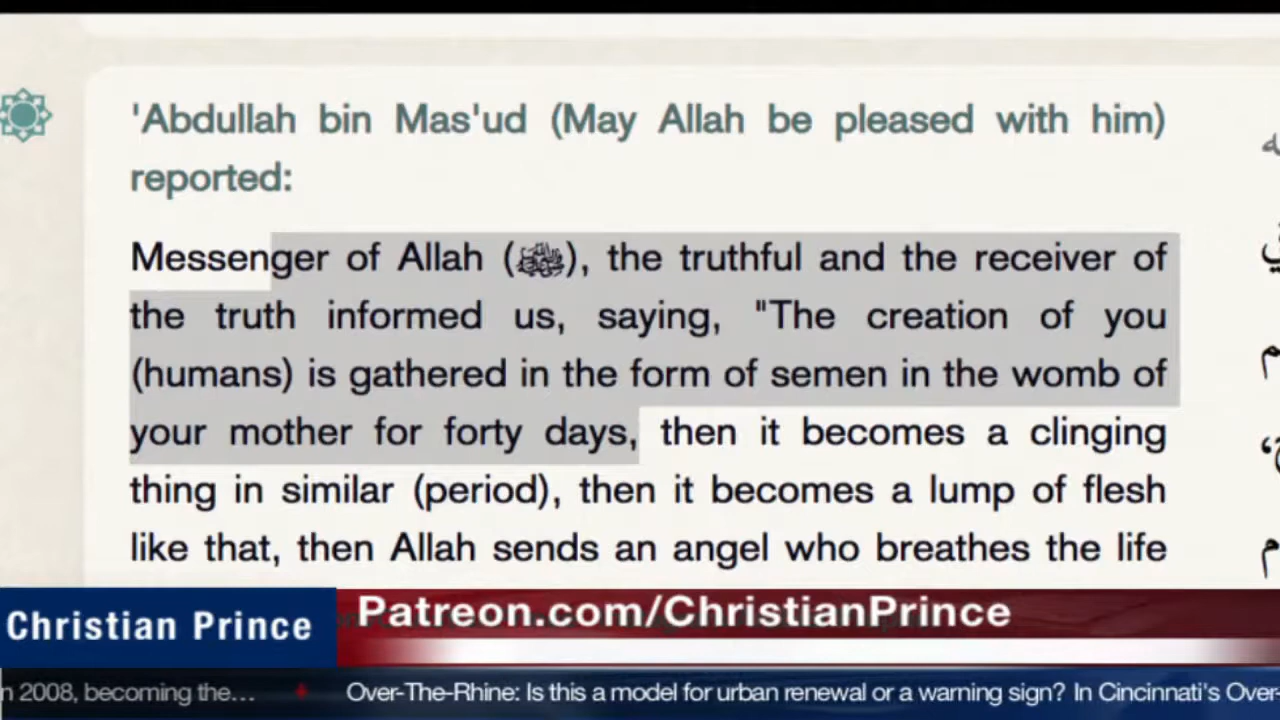 'Abdullah bin Mas'ud (May Allah be pleased with him)
reported:
Messenger of Allah (ﷺ), the truthful and the receiver of
the truth informed us, saying, "The creation of you
(humans) is gathered in the form of semen in the womb of
your mother for forty days, then it becomes a clinging
thing in similar (period), then it becomes a lump of flesh
like that, then Allah sends an angel who breathes the life
Christian Prince
Patreon.com/ChristianPrince
n 2008, becoming the... Over-The-Rhine: Is this a model for urban renewal or a warning sign? In Cincinnati's Over-